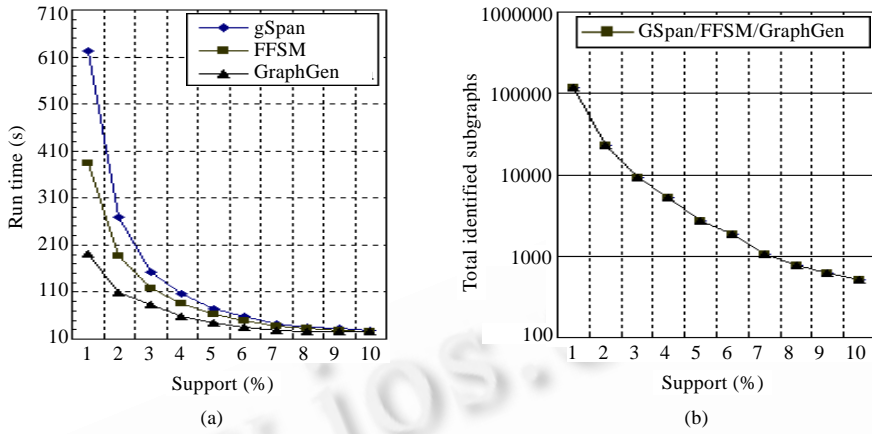 710
610
510
410
310
210
110
10
Run time (s)
gSpan
FFSM
GraphGen
1 2 3 4 5 6 7 8 9 10
Support (%)
(a)
1000000
100000
10000
1000
100
Total identified subgraphs
GSpan/FFSM/GraphGen
1 2 3 4 5 6 7 8 9 10
Support (%)
(b)